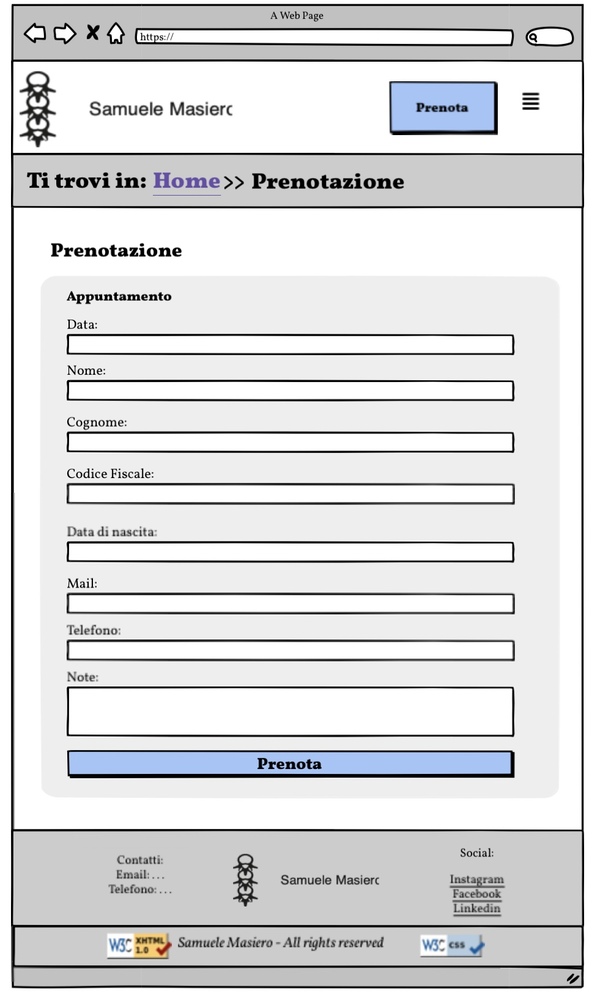 A Web Page
https://
Samuele Masierc
Prenota
Ti trovi in: Home >> Prenotazione
Prenotazione
Appuntamento
Data:
Nome:
Cognome:
Codice Fiscale:
Data di nascita:
Mail:
Telefono:
Note:
Prenota
Contatti:
Email: . . .
Telefono: . . .
Samuele Masierc
Social:
Instagram
Facebook
Linkedin
W3C XHTML 1.0
Samuele Masiero - All rights reserved
W3C css